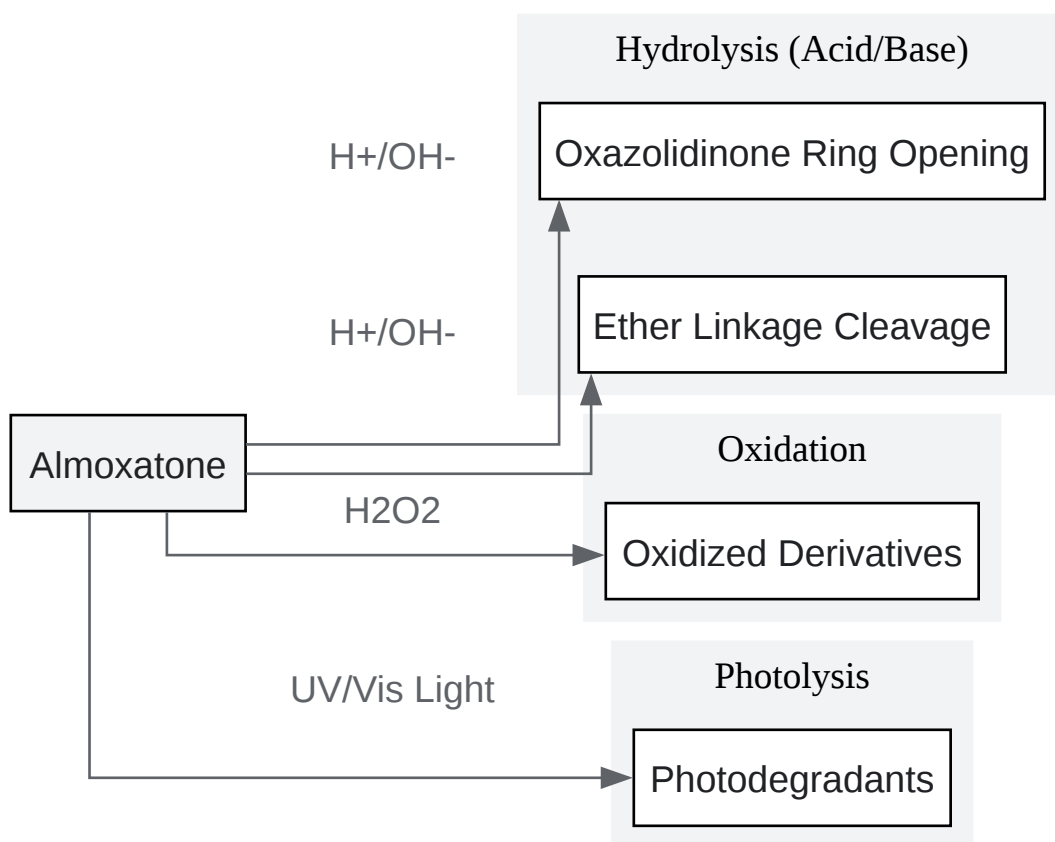 Hydrolysis (Acid/Base)
H+/OH-
Oxazolidinone Ring Opening
H+/OH-
Ether Linkage Cleavage
Almoxatone
Oxidation
H2O2
Oxidized Derivatives
Photolysis
UV/Vis Light
Photodegradants